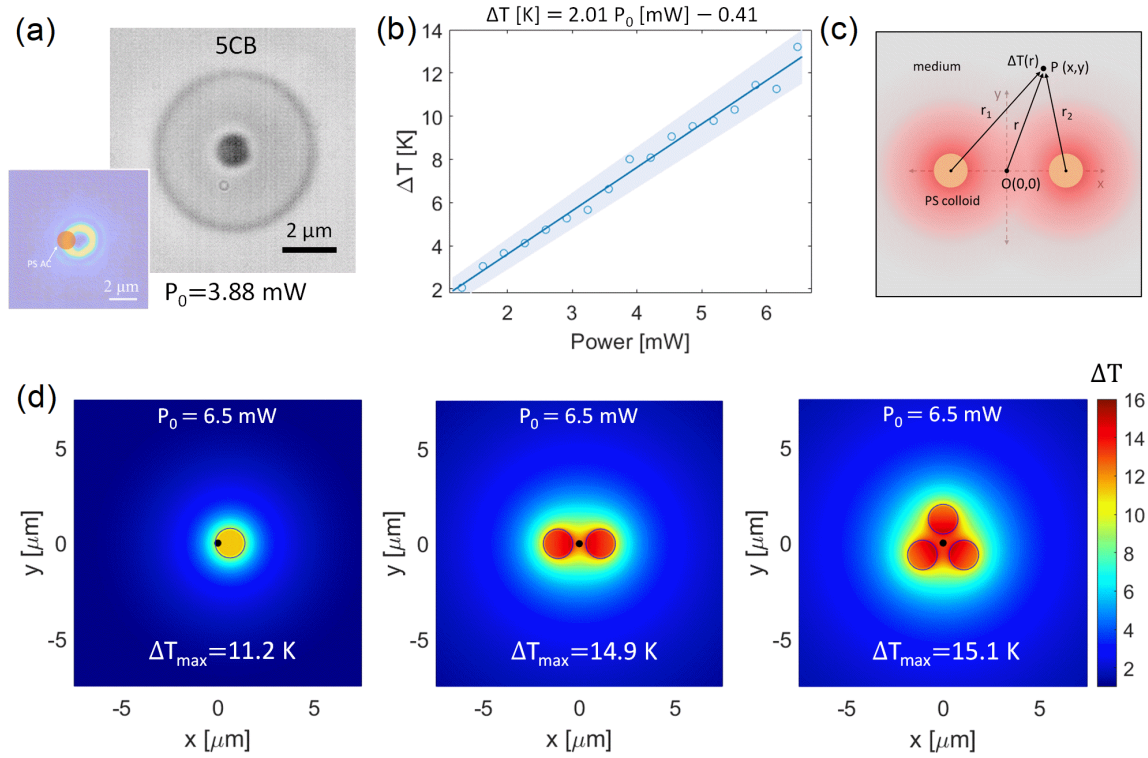 (a)
5CB
PS AC
2 μm
2 μm
P₀=3.88 mW
(b)
ΔT [K] = 2.01 P₀ [mW] − 0.41
ΔT [K]
14
12
10
8
6
4
2
2 3 4 5 6
Power [mW]
(c)
medium
ΔT(r)
P (x,y)
y
r₁
r
r₂
O(0,0)
x
PS colloid
(d)
P₀ = 6.5 mW
y [μm]
5
0
-5
ΔTmax=11.2 K
-5 0 5
x [μm]
P₀ = 6.5 mW
y [μm]
5
0
-5
ΔTmax=14.9 K
-5 0 5
x [μm]
P₀ = 6.5 mW
y [μm]
5
0
-5
ΔTmax=15.1 K
-5 0 5
x [μm]
ΔT
16
14
12
10
8
6
4
2